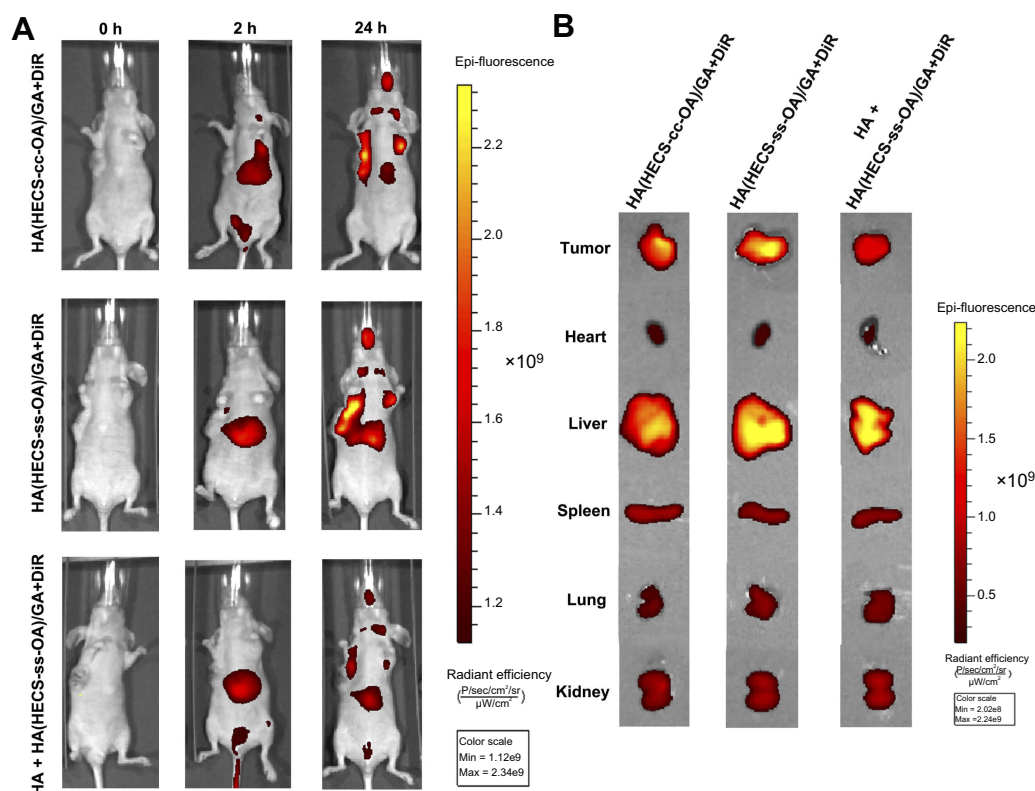 A
0 h
2 h
24 h
HA(HECS-cc-OA)/GA+DiR
HA(HECS-ss-OA)/GA+DiR
HA + HA(HECS-ss-OA)/GA+DiR
Epi-fluorescence
2.2
2.0
1.8
×10⁹
1.6
1.4
1.2
Radiant efficiency
(P/sec/cm²/sr
µW/cm²)
Color scale
Min = 1.12e9
Max = 2.34e9
B
HA(HECS-cc-OA)/GA+DiR
HA(HECS-ss-OA)/GA+DiR
HA +
HA(HECS-ss-OA)/GA+DiR
Tumor
Heart
Liver
Spleen
Lung
Kidney
Epi-fluorescence
2.0
1.5
×10⁹
1.0
0.5
Radiant efficiency
(P/sec/cm²/sr
µW/cm²)
Color scale
Min = 2.02e8
Max =2.24e9